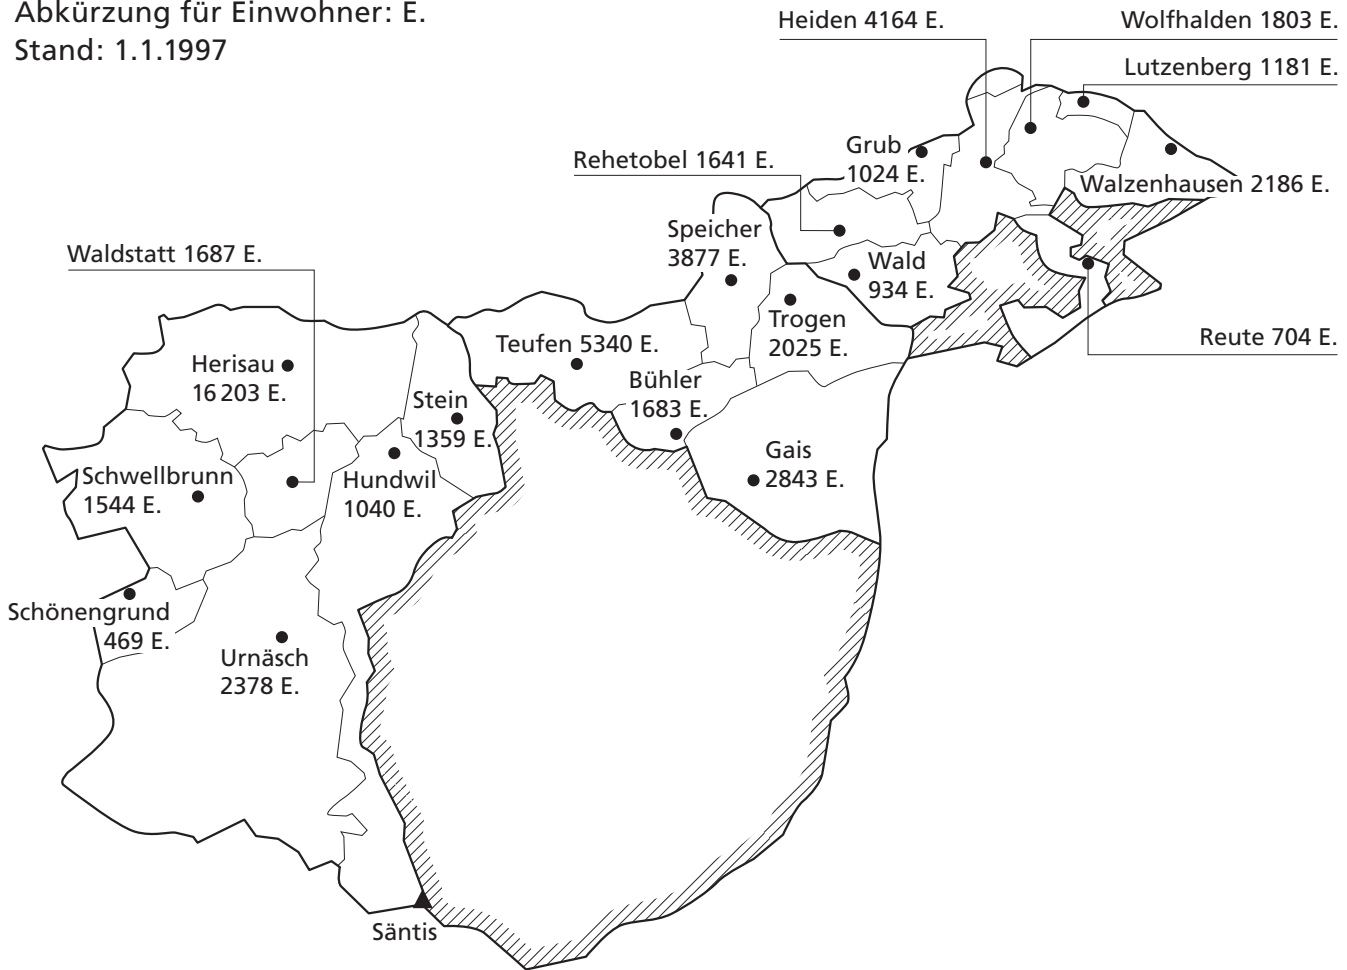 Abkürzung für Einwohner: E.
Stand: 1.1.1997
Heiden 4164 E.
Wolfhalden 1803 E.
Lutzenberg 1181 E.
Grub
1024 E.
Rehetobel 1641 E.
Walzenhausen 2186 E.
Speicher
3877 E.
Waldstatt 1687 E.
Wald
934 E.
Trogen
2025 E.
Reute 704 E.
Teufen 5340 E.
Herisau
16 203 E.
Bühler
1683 E.
Stein
1359 E.
Gais
2843 E.
Schwellbrunn
1544 E.
Hundwil
1040 E.
Schönengrund
469 E.
Urnäsch
2378 E.
Säntis